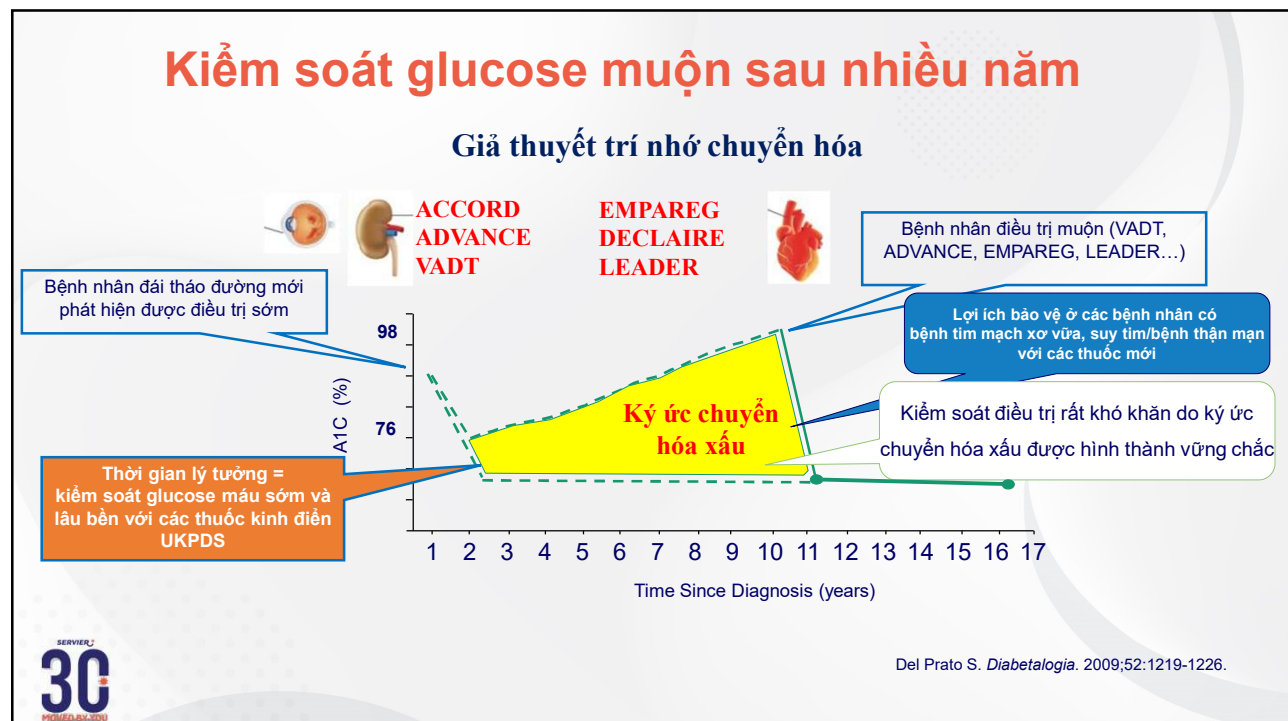 Kiểm soát glucose muộn sau nhiều năm
Giả thuyết trí nhớ chuyển hóa
ACCORD
ADVANCE
VADT
EMPAREG
DECLAIRE
LEADER
Bệnh nhân điều trị muộn (VADT,
ADVANCE, EMPAREG, LEADER…)
Bệnh nhân đái tháo đường mới
phát hiện được điều trị sớm
Lợi ích bảo vệ ở các bệnh nhân có
bệnh tim mạch xơ vữa, suy tim/bệnh thận mạn
với các thuốc mới
98
76
A1C (%)
Ký ức chuyển
hóa xấu
Kiểm soát điều trị rất khó khăn do ký ức
chuyển hóa xấu được hình thành vững chắc
Thời gian lý tưởng =
kiểm soát glucose máu sớm và
lâu bền với các thuốc kinh điển
UKPDS
1 2 3 4 5 6 7 8 9 10 11 12 13 14 15 16 17
Time Since Diagnosis (years)
SERVIER
30
MOVED BY YOU
Del Prato S. Diabetalogia. 2009;52:1219-1226.